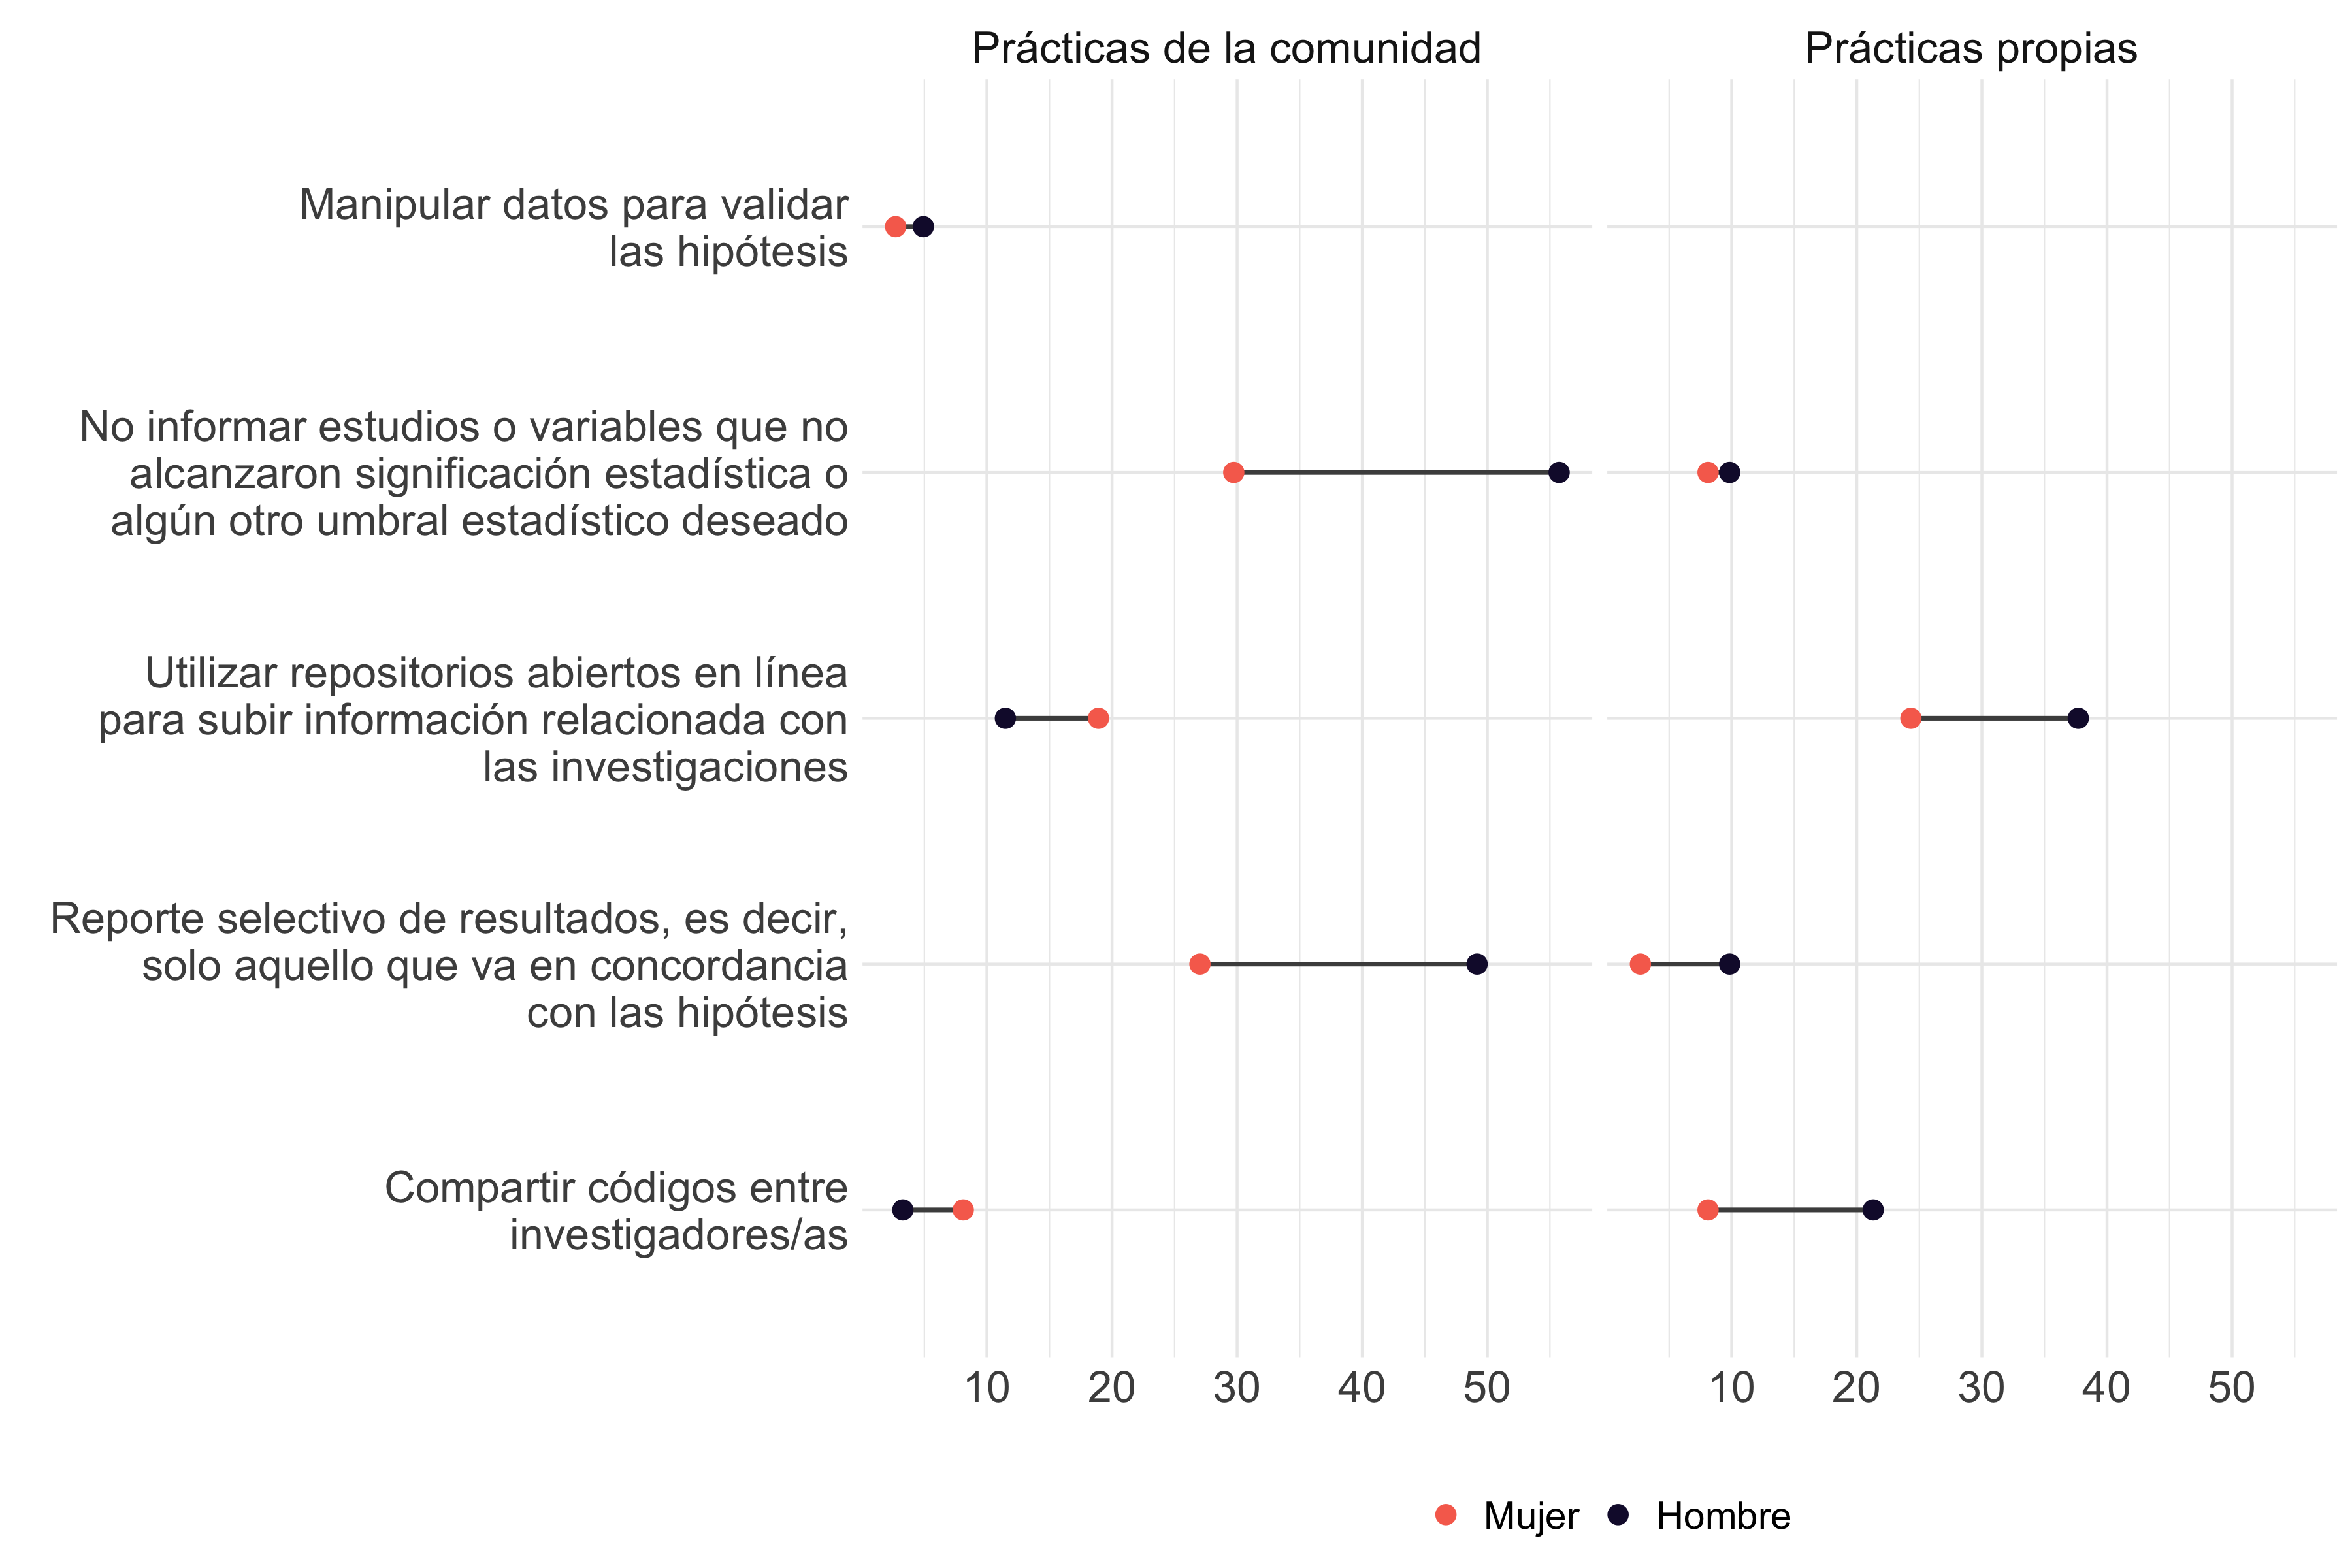 Prácticas de la comunidad
Prácticas propias
Manipular datos para validar
las hipótesis
No informar estudios o variables que no
alcanzaron significación estadística o
algún otro umbral estadístico deseado
Utilizar repositorios abiertos en línea
para subir información relacionada con
las investigaciones
Reporte selectivo de resultados, es decir,
solo aquello que va en concordancia
con las hipótesis
Compartir códigos entre
investigadores/as
10 20 30 40 50
10 20 30 40 50
Mujer Hombre